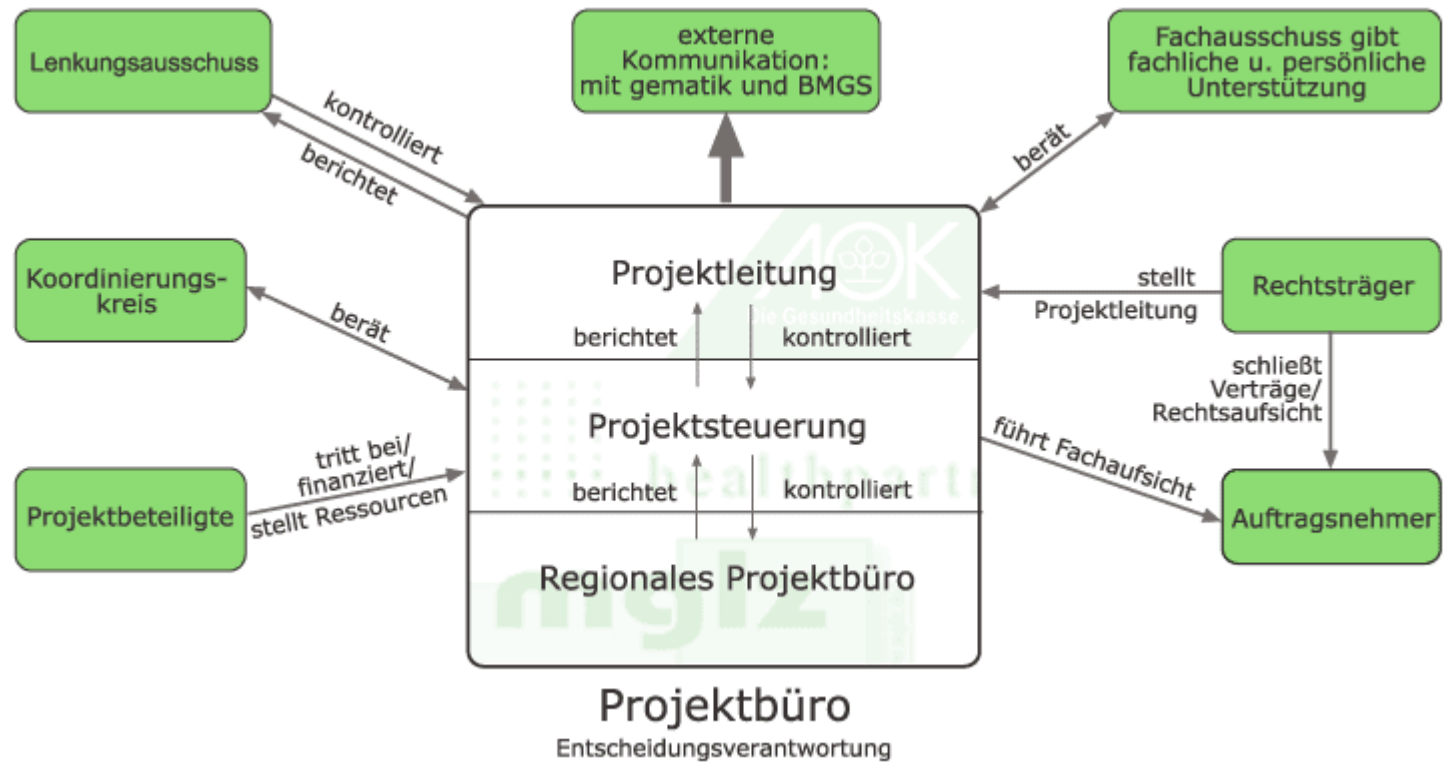 Lenkungsausschuss
externe
Kommunikation:
mit gematik und BMGS
Fachausschuss gibt
fachliche u. persönliche
Unterstützung
kontrolliert
berichtet
berät
AOK
Die Gesundheitskasse.
Projektleitung
berichtet
kontrolliert
Koordinierungs-
kreis
berät
stellt
Projektleitung
Rechtsträger
schließt
Verträge/
Rechtsaufsicht
Projektsteuerung
healthpartn
berichtet
kontrolliert
tritt bei/
finanziert/
stellt Ressourcen
Projektbeteiligte
führt Fachaufsicht
Auftragsnehmer
Regionales Projektbüro
mglz
Projektbüro
Entscheidungsverantwortung